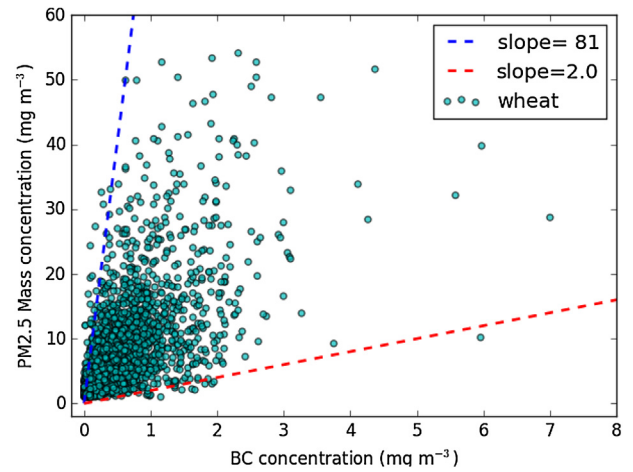 60
50
40
30
20
10
0
PM2.5 Mass concentration (mg m⁻³)
slope= 81
slope=2.0
wheat
0 1 2 3 4 5 6 7 8
BC concentration (mg m⁻³)